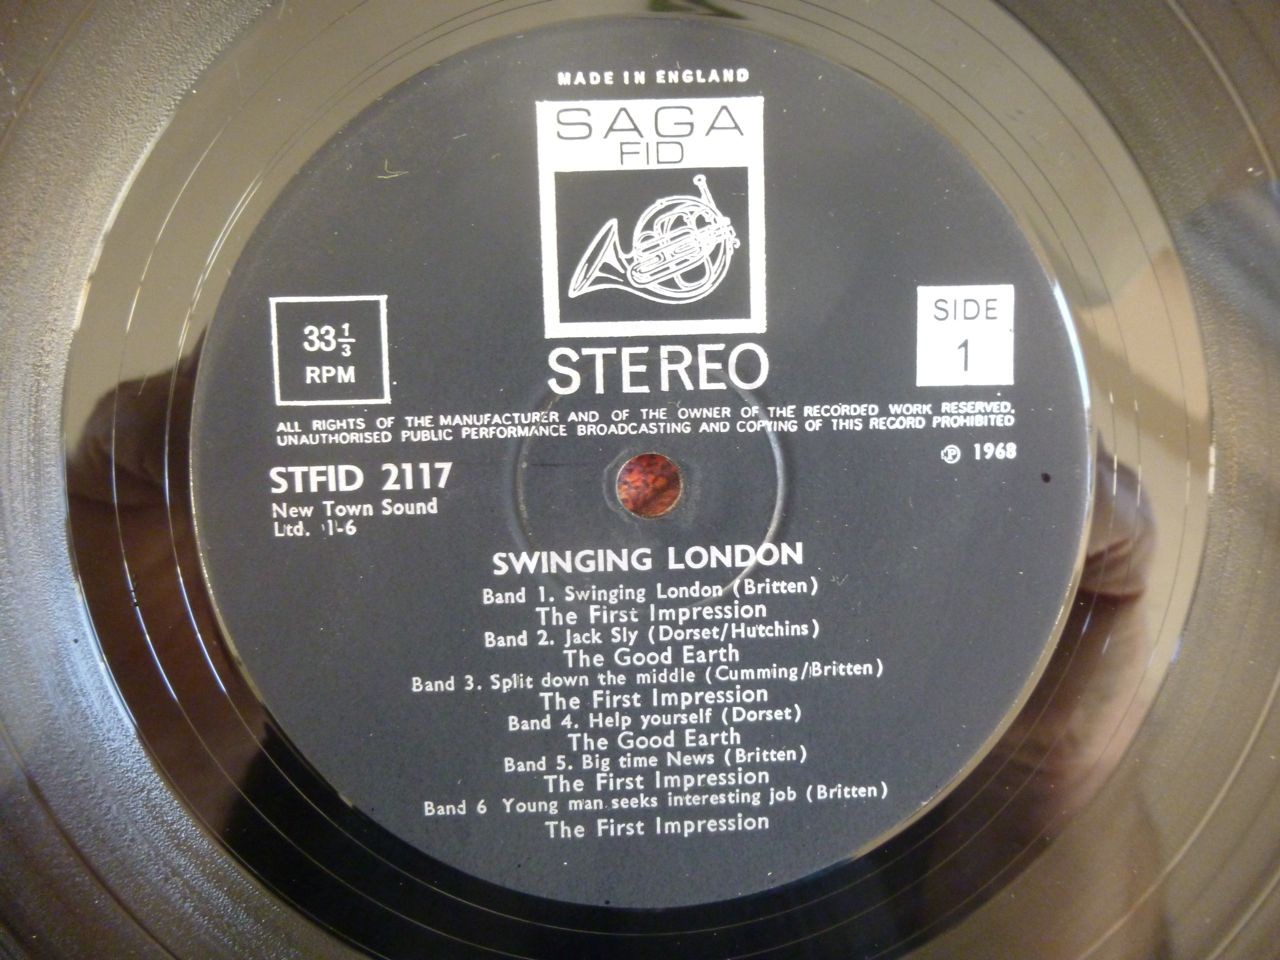 MADE IN ENGLAND
SAGA
FID
33 1/3
RPM
STEREO
SIDE
1
ALL RIGHTS OF THE MANUFACTURER AND OF THE OWNER OF THE RECORDED WORK RESERVED.
UNAUTHORISED PUBLIC PERFORMANCE BROADCASTING AND COPYING OF THIS RECORD PROHIBITED
℗ 1968
STFID 2117
New Town Sound
Ltd. 1-6
SWINGING LONDON
Band 1. Swinging London (Britten)
The First Impression
Band 2. Jack Sly (Dorset/Hutchins)
The Good Earth
Band 3. Split down the middle (Cumming/Britten)
The First Impression
Band 4. Help yourself (Dorset)
The Good Earth
Band 5. Big time News (Britten)
The First Impression
Band 6 Young man seeks interesting job (Britten)
The First Impression